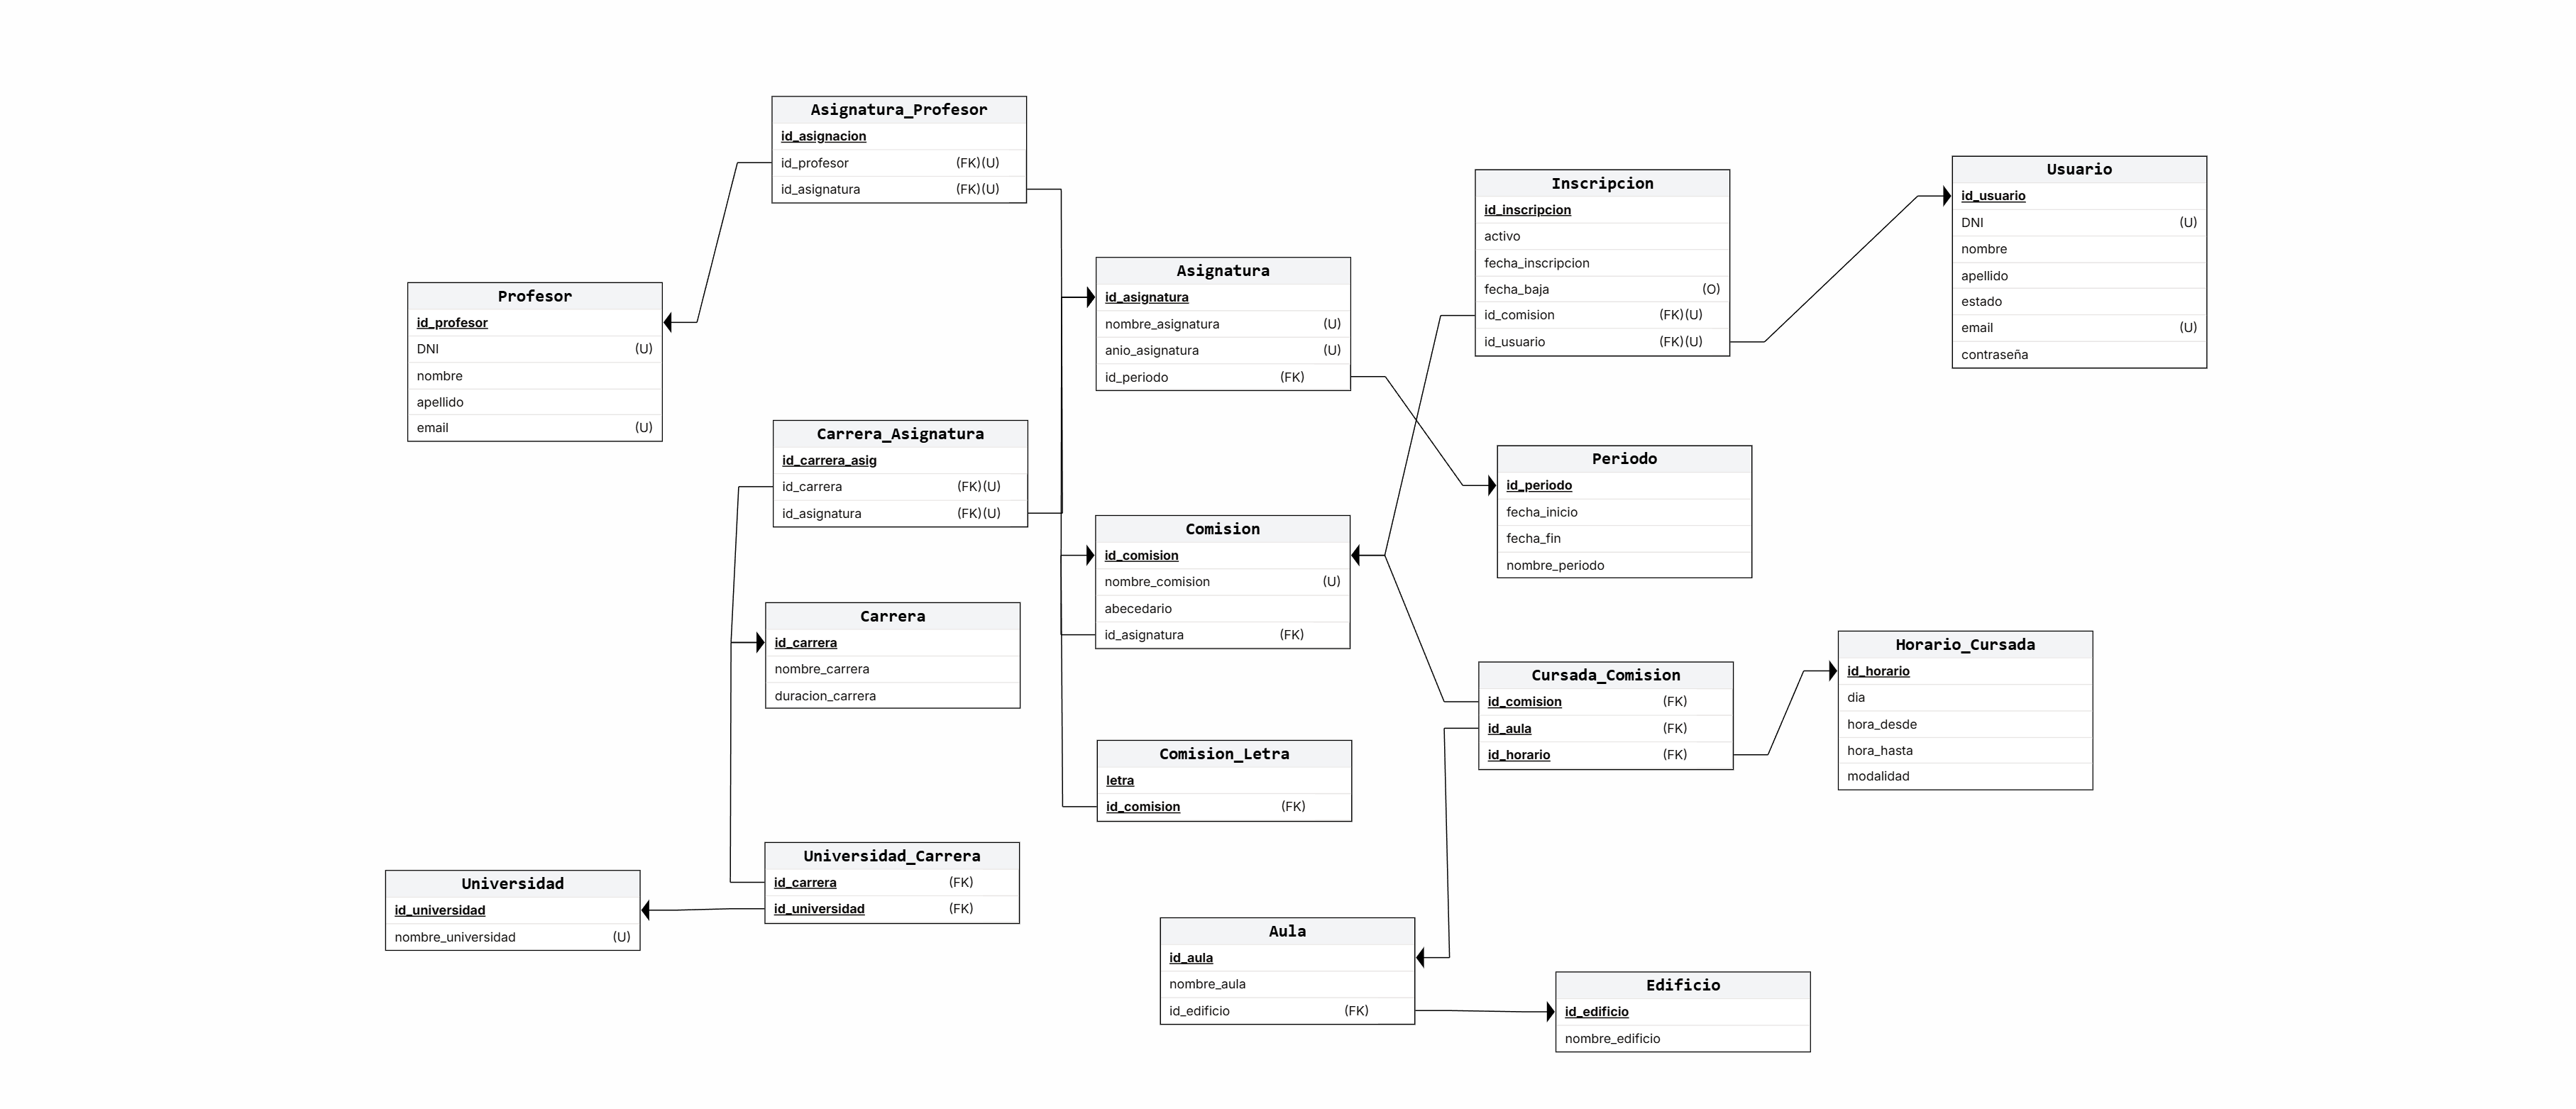 Asignatura_Profesor
id_asignacion
id_profesor (FK)(U)
id_asignatura (FK)(U)
Profesor
id_profesor
DNI (U)
nombre
apellido
email (U)
Asignatura
id_asignatura
nombre_asignatura (U)
anio_asignatura (U)
id_periodo (FK)
Inscripcion
id_inscripcion
activo
fecha_inscripcion
fecha_baja (O)
id_comision (FK)(U)
id_usuario (FK)(U)
Usuario
id_usuario
DNI (U)
nombre
apellido
estado
email (U)
contraseña
Carrera_Asignatura
id_carrera_asig
id_carrera (FK)(U)
id_asignatura (FK)(U)
Periodo
id_periodo
fecha_inicio
fecha_fin
nombre_periodo
Comision
id_comision
nombre_comision (U)
abecedario
id_asignatura (FK)
Carrera
id_carrera
nombre_carrera
duracion_carrera
Cursada_Comision
id_comision (FK)
id_aula (FK)
id_horario (FK)
Horario_Cursada
id_horario
dia
hora_desde
hora_hasta
modalidad
Comision_Letra
letra
id_comision (FK)
Universidad_Carrera
id_carrera (FK)
id_universidad (FK)
Universidad
id_universidad
nombre_universidad (U)
Aula
id_aula
nombre_aula
id_edificio (FK)
Edificio
id_edificio
nombre_edificio